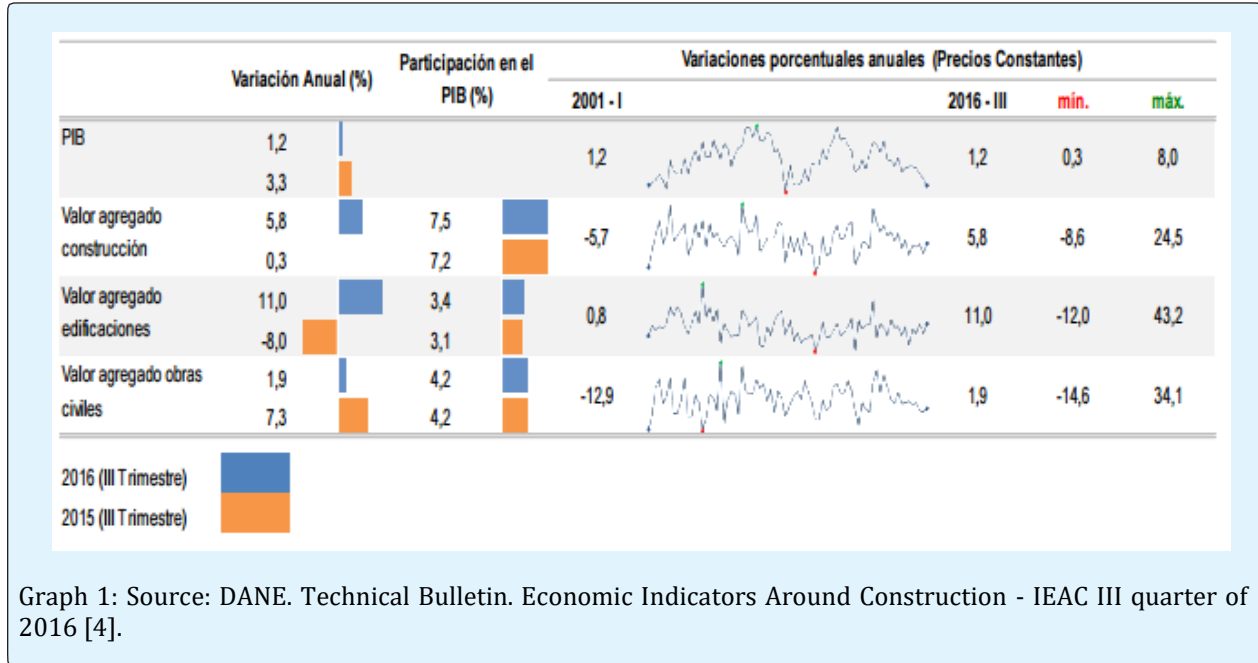 Variación Anual (%) Participación en el PIB (%) Variaciones porcentuales anuales (Precios Constantes)
2001 - I 2016 - III mín. máx.
PIB 1,2 1,2 1,2 0,3 8,0
3,3
Valor agregado construcción 5,8 7,5 -5,7 5,8 -8,6 24,5
0,3 7,2
Valor agregado edificaciones 11,0 3,4 0,8 11,0 -12,0 43,2
-8,0 3,1
Valor agregado obras civiles 1,9 4,2 -12,9 1,9 -14,6 34,1
7,3 4,2
2016 (III Trimestre)
2015 (III Trimestre)
Graph 1: Source: DANE. Technical Bulletin. Economic Indicators Around Construction - IEAC III quarter of
2016 [4].